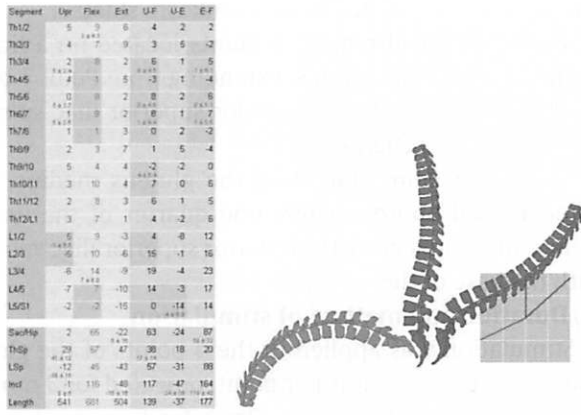 Segment Upr Flex Ext U-F U-E E-F
Th1/2 5 9 6 4 2 2
Th2/3 4 7 9 3 5 -2
Th3/4 2 8 2 6 1 5
Th4/5 4 1 5 -3 1 -4
Th5/6 0 8 2 8 2 6
Th6/7 1 9 2 8 1 7
Th7/8 1 1 3 0 2 -2
Th8/9 2 3 7 1 5 -4
Th9/10 5 4 4 -2 -2 0
Th10/11 3 10 4 7 0 6
Th11/12 2 8 3 6 1 5
Th12/L1 3 7 1 4 -2 6
L1/2 5 9 -3 4 -8 12
L2/3 -5 10 -6 15 -1 16
L3/4 -5 14 -9 19 -4 23
L4/5 -7 7 -10 14 -3 17
L5/S1 -2 -2 -15 0 -14 14
Sac/Hip 2 65 -22 63 -24 87
ThSp 29 67 47 38 18 20
LSp -12 45 -43 57 -31 88
Incl -1 116 -48 117 -47 164
Length 541 681 504 139 -37 177